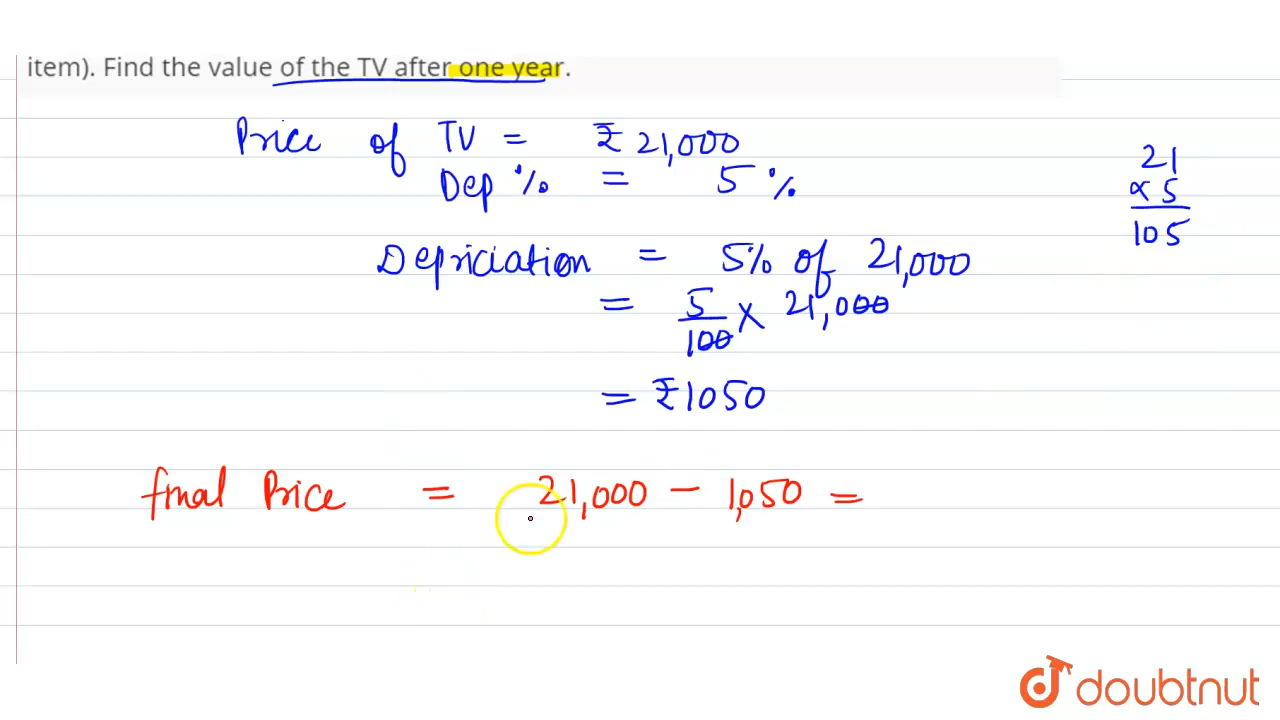 item). Find the value of the TV after one year.
Price of TV = ₹ 21,000
Dep % = 5 %
21
× 5
105
Depriciation = 5% of 21,000
= 5/100 × 21,000
= ₹1050
final Price = 21,000 - 1,050 =
doubtnut